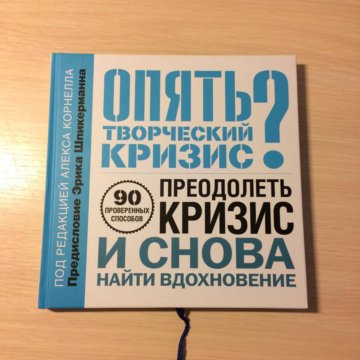 ПОД РЕДАКЦИЕЙ АЛЕКСА КОРНЕЛЛА
Предисловие Эрика Шпикерманна
ОПЯТЬ
ТВОРЧЕСКИЙ
КРИЗИС?
90
ПРОВЕРЕННЫХ
СПОСОБОВ
ПРЕОДОЛЕТЬ
КРИЗИС
И СНОВА
НАЙТИ ВДОХНОВЕНИЕ